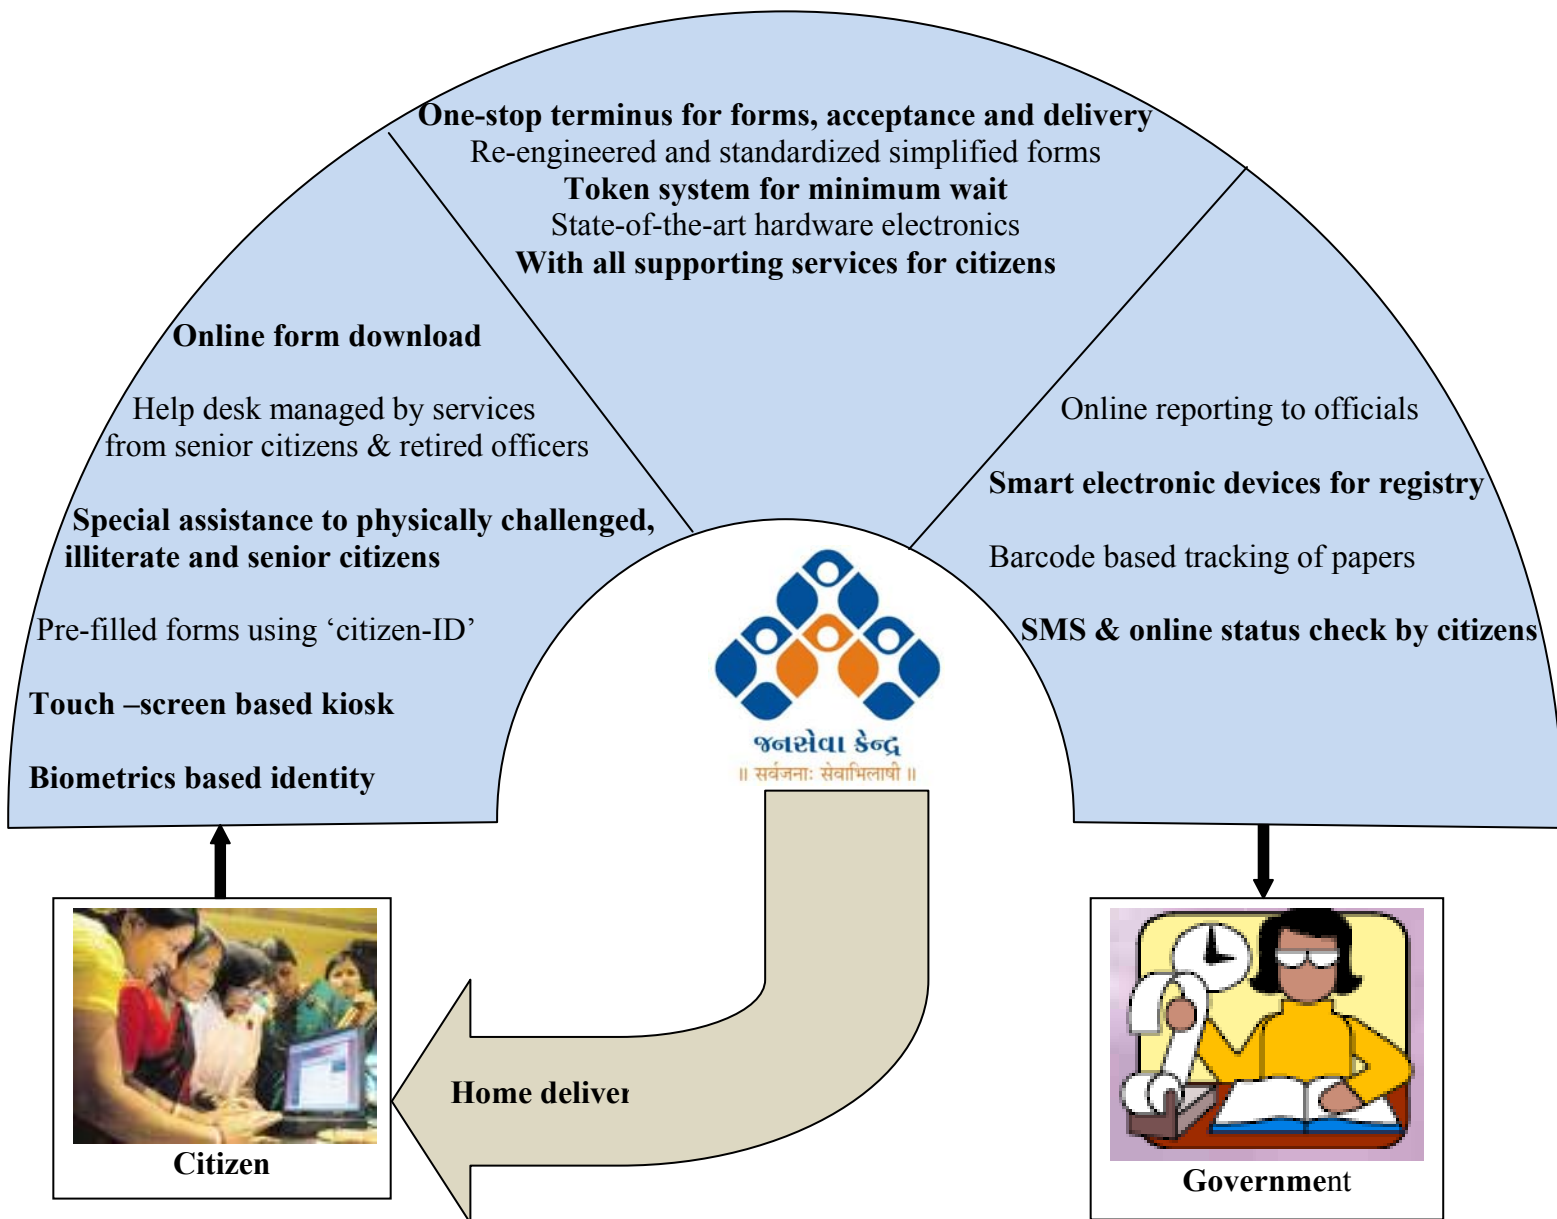 One-stop terminus for forms, acceptance and delivery
Re-engineered and standardized simplified forms
Token system for minimum wait
State-of-the-art hardware electronics
With all supporting services for citizens
Online form download
Help desk managed by services
from senior citizens & retired officers
Special assistance to physically challenged,
illiterate and senior citizens
Pre-filled forms using ‘citizen-ID’
Touch –screen based kiosk
Biometrics based identity
Online reporting to officials
Smart electronic devices for registry
Barcode based tracking of papers
SMS & online status check by citizens
જનસેવા કેન્દ્ર
॥ सर्वजनाः सेवाभिलाषी ॥
Home deliver
Citizen
Government